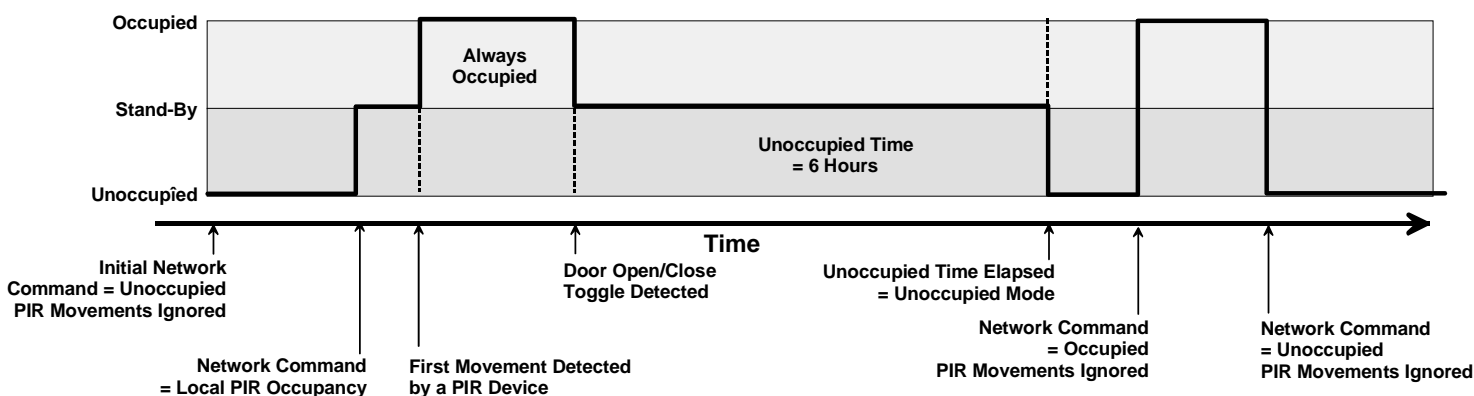 Occupied
Always
Occupied
Stand-By
Unoccupied Time
= 6 Hours
Unoccupîed
Time
Initial Network
Command = Unoccupied
PIR Movements Ignored
Door Open/Close
Toggle Detected
Unoccupied Time Elapsed
= Unoccupied Mode
Network Command
= Local PIR Occupancy
First Movement Detected
by a PIR Device
Network Command
= Occupied
PIR Movements Ignored
Network Command
= Unoccupied
PIR Movements Ignored